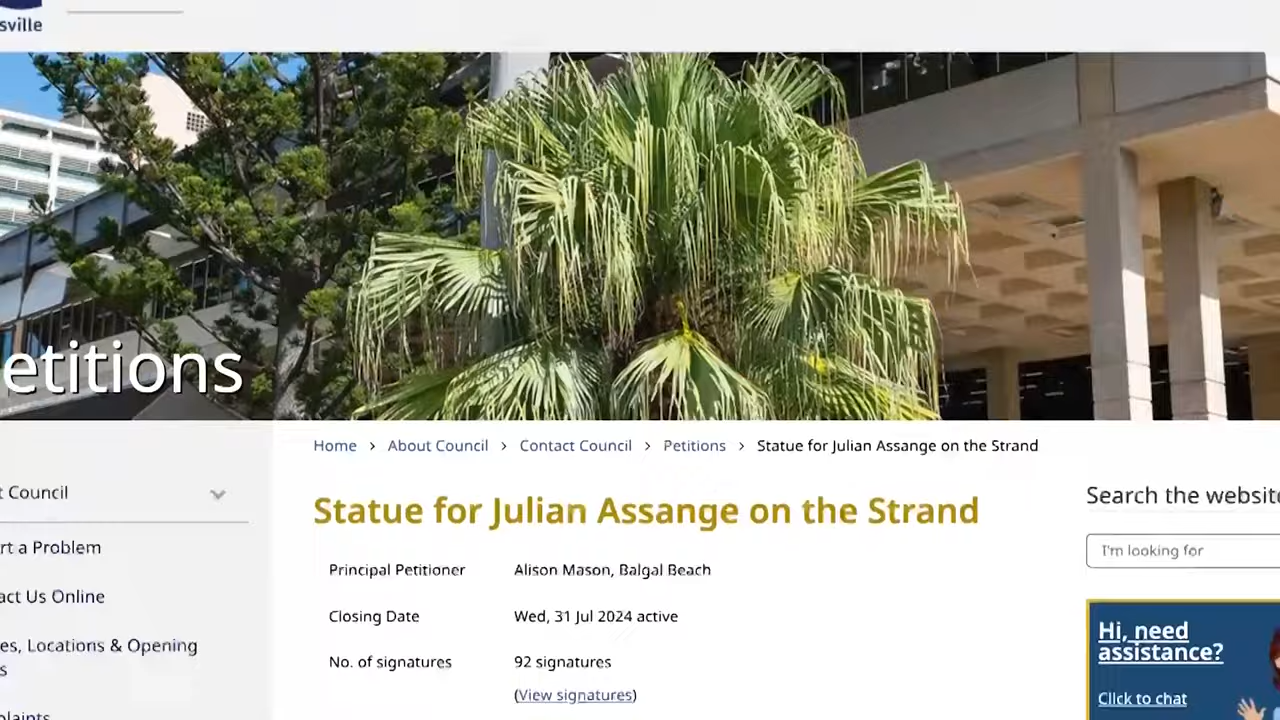 sville
etitions
Home > About Council > Contact Council > Petitions > Statue for Julian Assange on the Strand
t Council
Statue for Julian Assange on the Strand
Search the website
rt a Problem
Principal Petitioner Alison Mason, Balgal Beach
I'm looking for
act Us Online
Closing Date Wed, 31 Jul 2024 active
es, Locations & Opening
s
Hi, need
assistance?
No. of signatures 92 signatures
(View signatures)
Click to chat
plaints